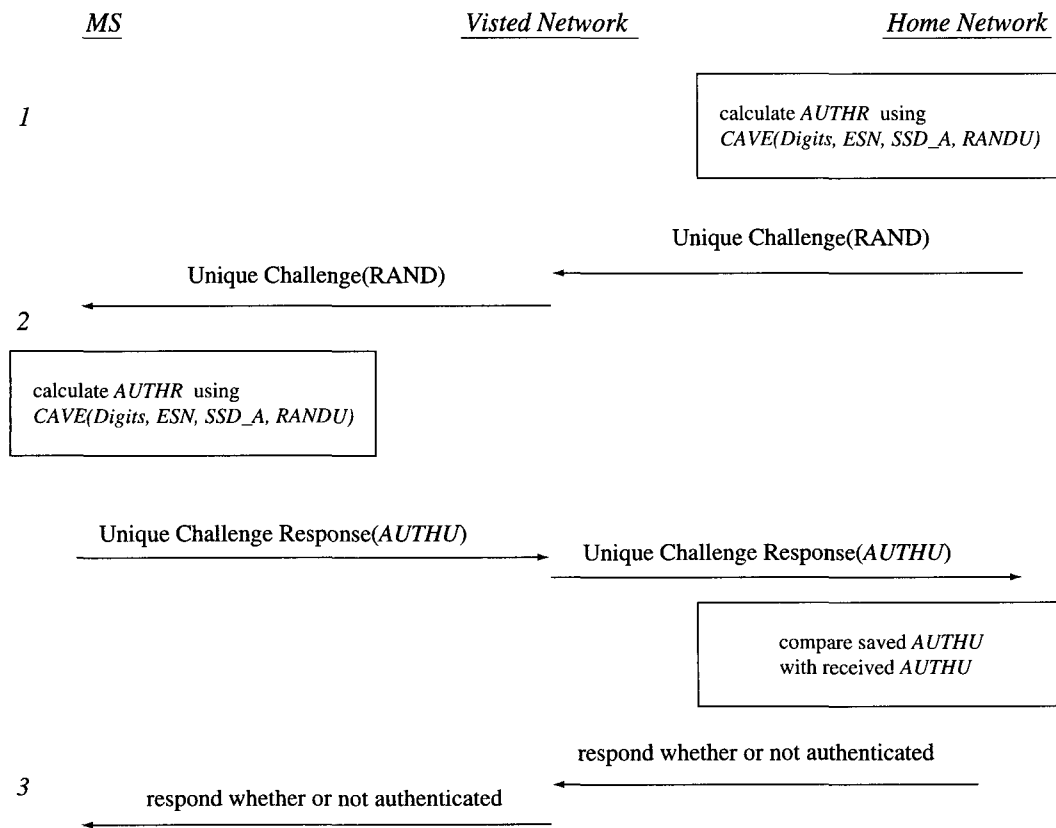 MS Visted Network Home Network
1
calculate AUTHR using
CAVE(Digits, ESN, SSD_A, RANDU)
Unique Challenge(RAND)
Unique Challenge(RAND)
2
calculate AUTHR using
CAVE(Digits, ESN, SSD_A, RANDU)
Unique Challenge Response(AUTHU)
Unique Challenge Response(AUTHU)
compare saved AUTHU
with received AUTHU
respond whether or not authenticated
3
respond whether or not authenticated